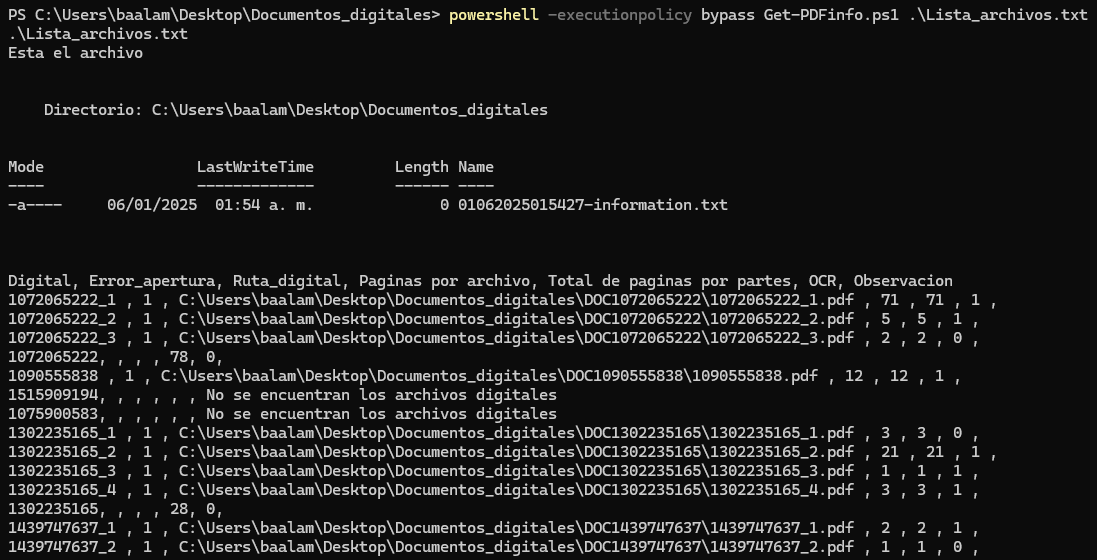 PS C:\Users\baalam\Desktop\Documentos_digitales> powershell -executionpolicy bypass Get-PDFinfo.ps1 .\Lista_archivos.txt
.\Lista_archivos.txt
Esta el archivo
Directorio: C:\Users\baalam\Desktop\Documentos_digitales
Mode LastWriteTime Length Name
---- ------------- ------ ----
-a---- 06/01/2025 01:54 a. m. 0 01062025015427-information.txt
Digital, Error_apertura, Ruta_digital, Paginas por archivo, Total de paginas por partes, OCR, Observacion
1072065222_1 , 1 , C:\Users\baalam\Desktop\Documentos_digitales\DOC1072065222\1072065222_1.pdf , 71 , 71 , 1 ,
1072065222_2 , 1 , C:\Users\baalam\Desktop\Documentos_digitales\DOC1072065222\1072065222_2.pdf , 5 , 5 , 1 ,
1072065222_3 , 1 , C:\Users\baalam\Desktop\Documentos_digitales\DOC1072065222\1072065222_3.pdf , 2 , 2 , 0 ,
1072065222, , , , 78, 0,
1090555838 , 1 , C:\Users\baalam\Desktop\Documentos_digitales\DOC1090555838\1090555838.pdf , 12 , 12 , 1 ,
1515909194, , , , , , No se encuentran los archivos digitales
1075900583, , , , , , No se encuentran los archivos digitales
1302235165_1 , 1 , C:\Users\baalam\Desktop\Documentos_digitales\DOC1302235165\1302235165_1.pdf , 3 , 3 , 0 ,
1302235165_2 , 1 , C:\Users\baalam\Desktop\Documentos_digitales\DOC1302235165\1302235165_2.pdf , 21 , 21 , 1 ,
1302235165_3 , 1 , C:\Users\baalam\Desktop\Documentos_digitales\DOC1302235165\1302235165_3.pdf , 1 , 1 , 1 ,
1302235165_4 , 1 , C:\Users\baalam\Desktop\Documentos_digitales\DOC1302235165\1302235165_4.pdf , 3 , 3 , 1 ,
1302235165, , , , 28, 0,
1439747637_1 , 1 , C:\Users\baalam\Desktop\Documentos_digitales\DOC1439747637\1439747637_1.pdf , 2 , 2 , 1 ,
1439747637_2 , 1 , C:\Users\baalam\Desktop\Documentos_digitales\DOC1439747637\1439747637_2.pdf , 1 , 1 , 0 ,